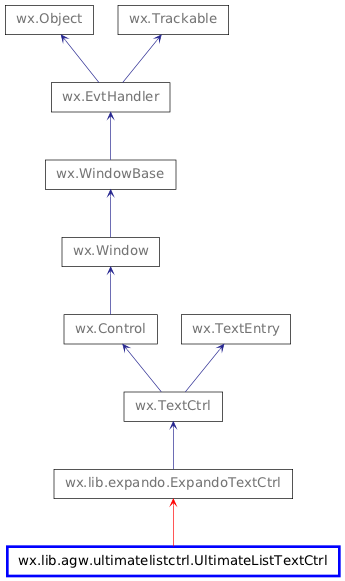 wx.Object
wx.Trackable
wx.EvtHandler
wx.WindowBase
wx.Window
wx.Control
wx.TextEntry
wx.TextCtrl
wx.lib.expando.ExpandoTextCtrl
wx.lib.agw.ultimatelistctrl.UltimateListTextCtrl